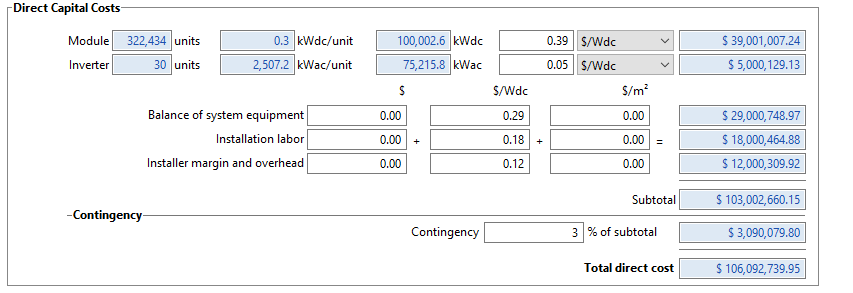 Direct Capital Costs
Module 322,434 units 0.3 kWdc/unit 100,002.6 kWdc 0.39 $/Wdc $ 39,001,007.24
Inverter 30 units 2,507.2 kWac/unit 75,215.8 kWac 0.05 $/Wdc $ 5,000,129.13
$ $/Wdc $/m²
Balance of system equipment 0.00 0.29 0.00 $ 29,000,748.97
Installation labor 0.00 + 0.18 + 0.00 = $ 18,000,464.88
Installer margin and overhead 0.00 0.12 0.00 $ 12,000,309.92
Subtotal $ 103,002,660.15
Contingency
Contingency 3 % of subtotal $ 3,090,079.80
Total direct cost $ 106,092,739.95